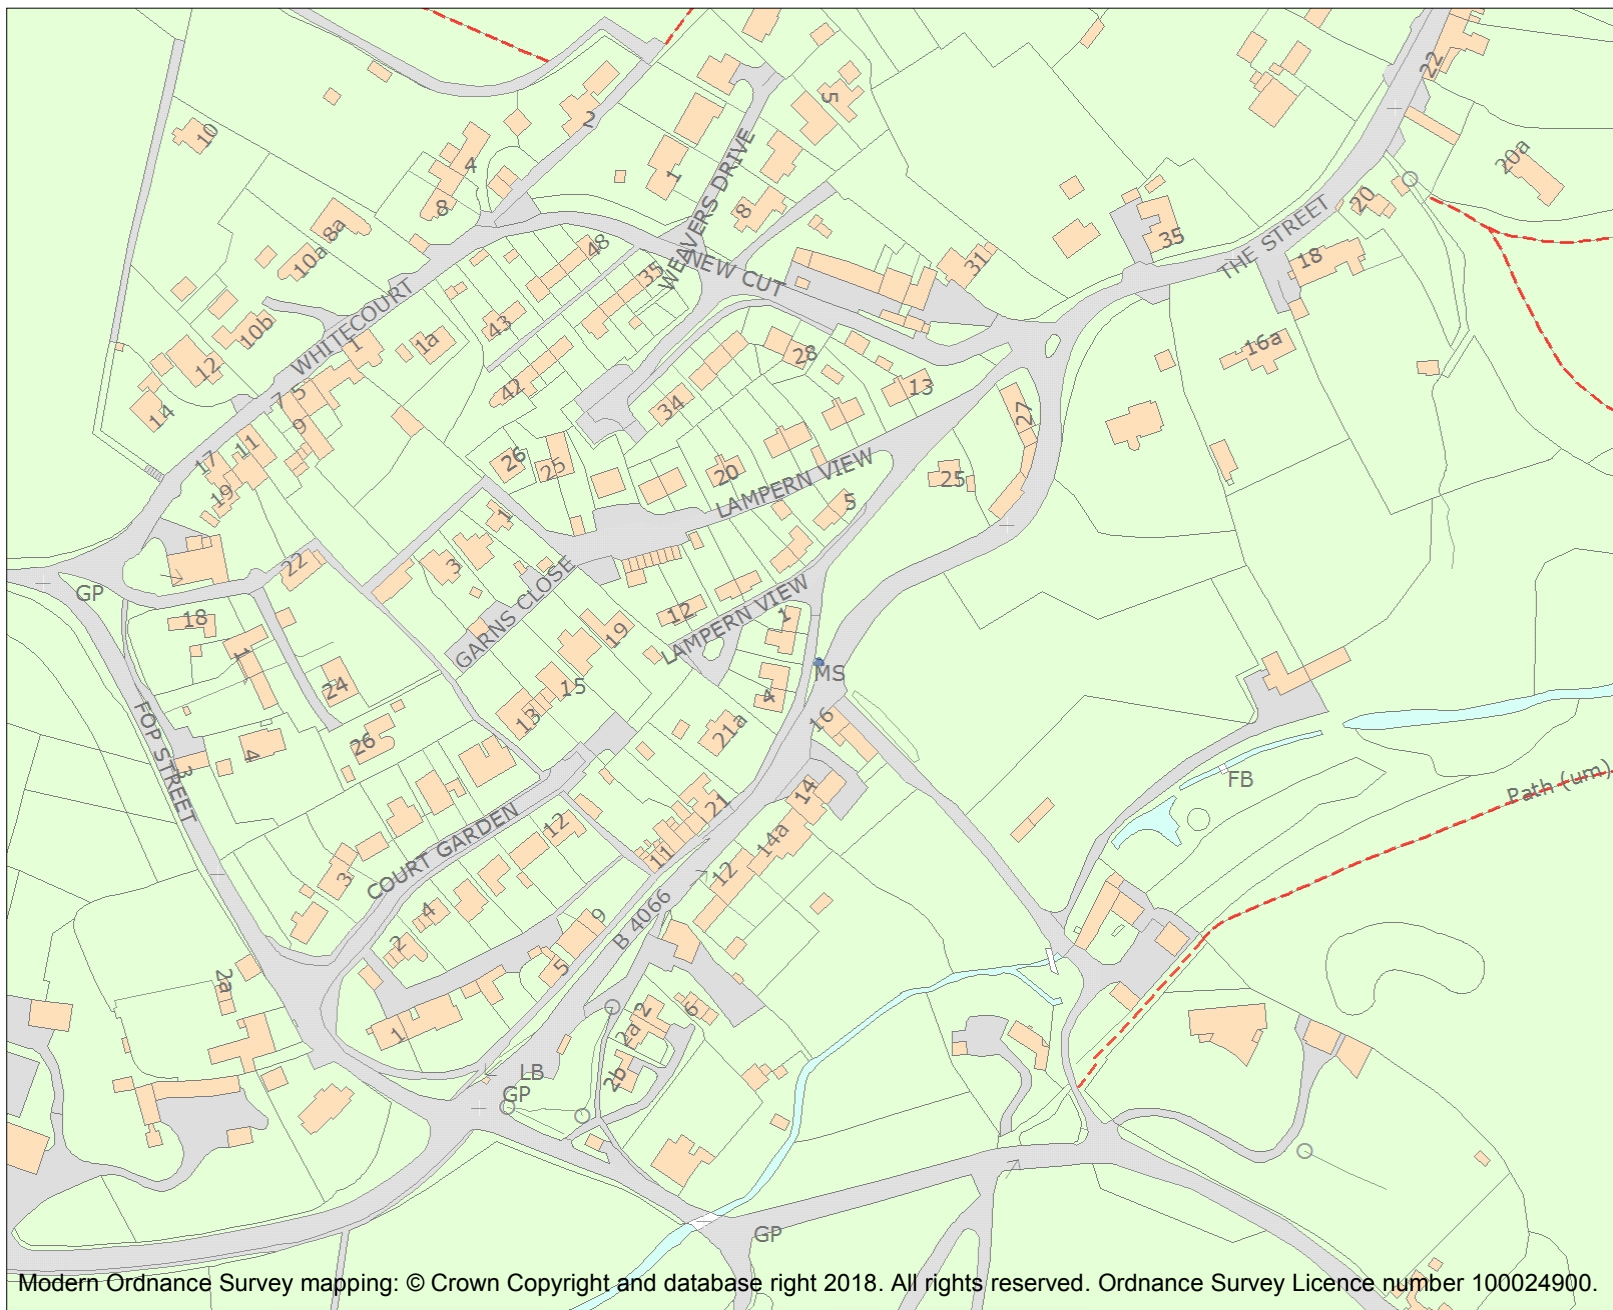 22
5
2
10
WEAVERS DRIVE
20a
4
1
8
8
20
THE STREET
8a
48
35
10a
35
NEW CUT
31
18
WHITECOURT
43
10b
1
1a
16a
28
12
42
13
7 5
34
27
14
9
11
17
26
25
20
LAMPERN VIEW
25
19
5
1
22
3
GP
GARNS CLOSE
18
12
LAMPERN VIEW
1
19
1
MS
24
15
4
FOP STREET
13
16
21a
26
4
3
FB
Path (um)
14
21
12
14a
COURT GARDEN
11
3
12
4
9
B 4066
2
5
2a
2
6
1
2a
LB
2b
GP
GP
Modern Ordnance Survey mapping: © Crown Copyright and database right 2018. All rights reserved. Ordnance Survey Licence number 100024900.